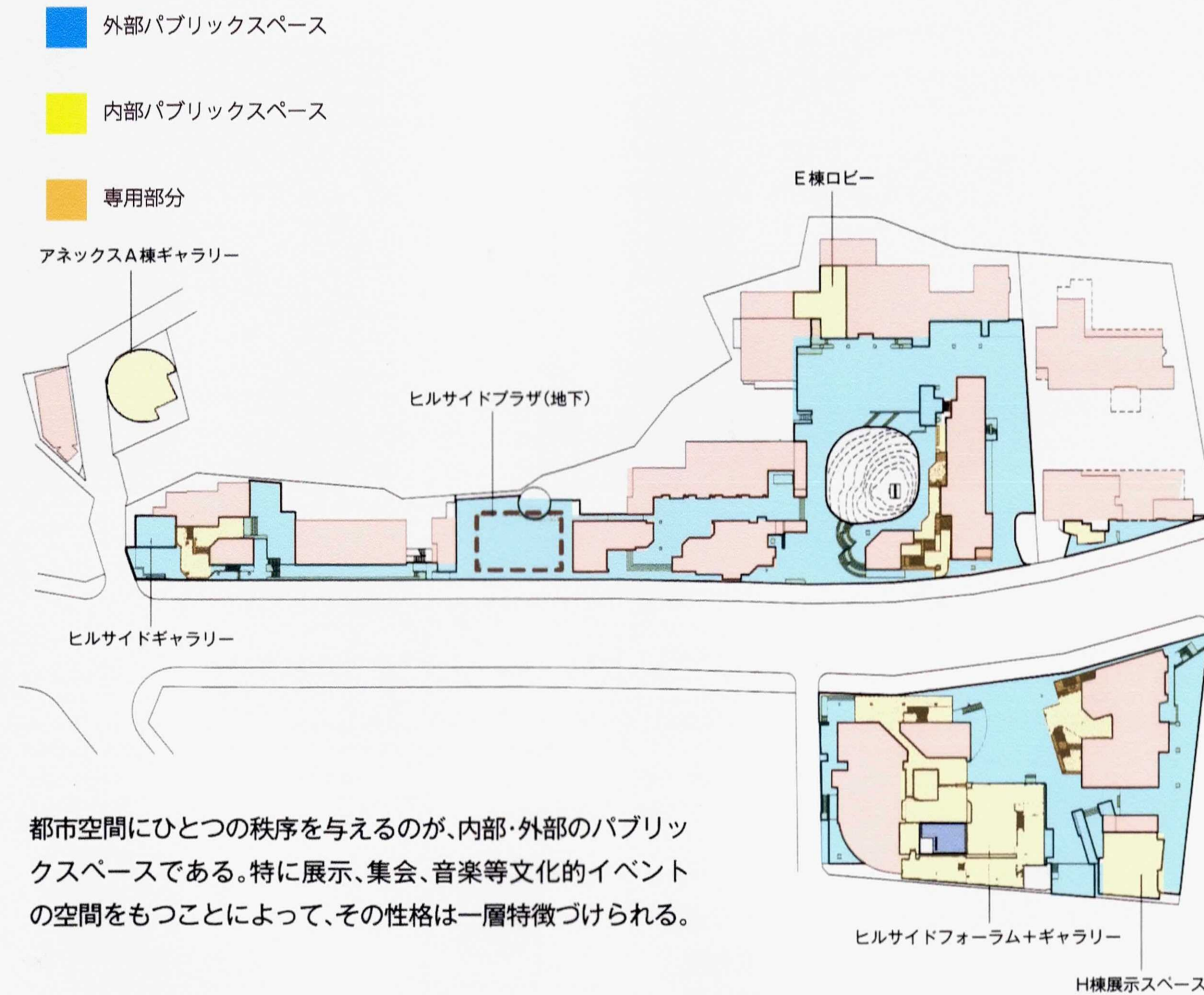 外部パブリックスペース
内部パブリックスペース
専用部分
E棟ロビー
アネックスA棟ギャラリー
ヒルサイドプラザ(地下)
ヒルサイドギャラリー
都市空間にひとつの秩序を与えるのが、内部・外部のパブリッ
クスペースである。特に展示、集会、音楽等文化的イベント
の空間をもつことによって、その性格は一層特徴づけられる。
ヒルサイドフォーラム+ギャラリー
H棟展示スペース